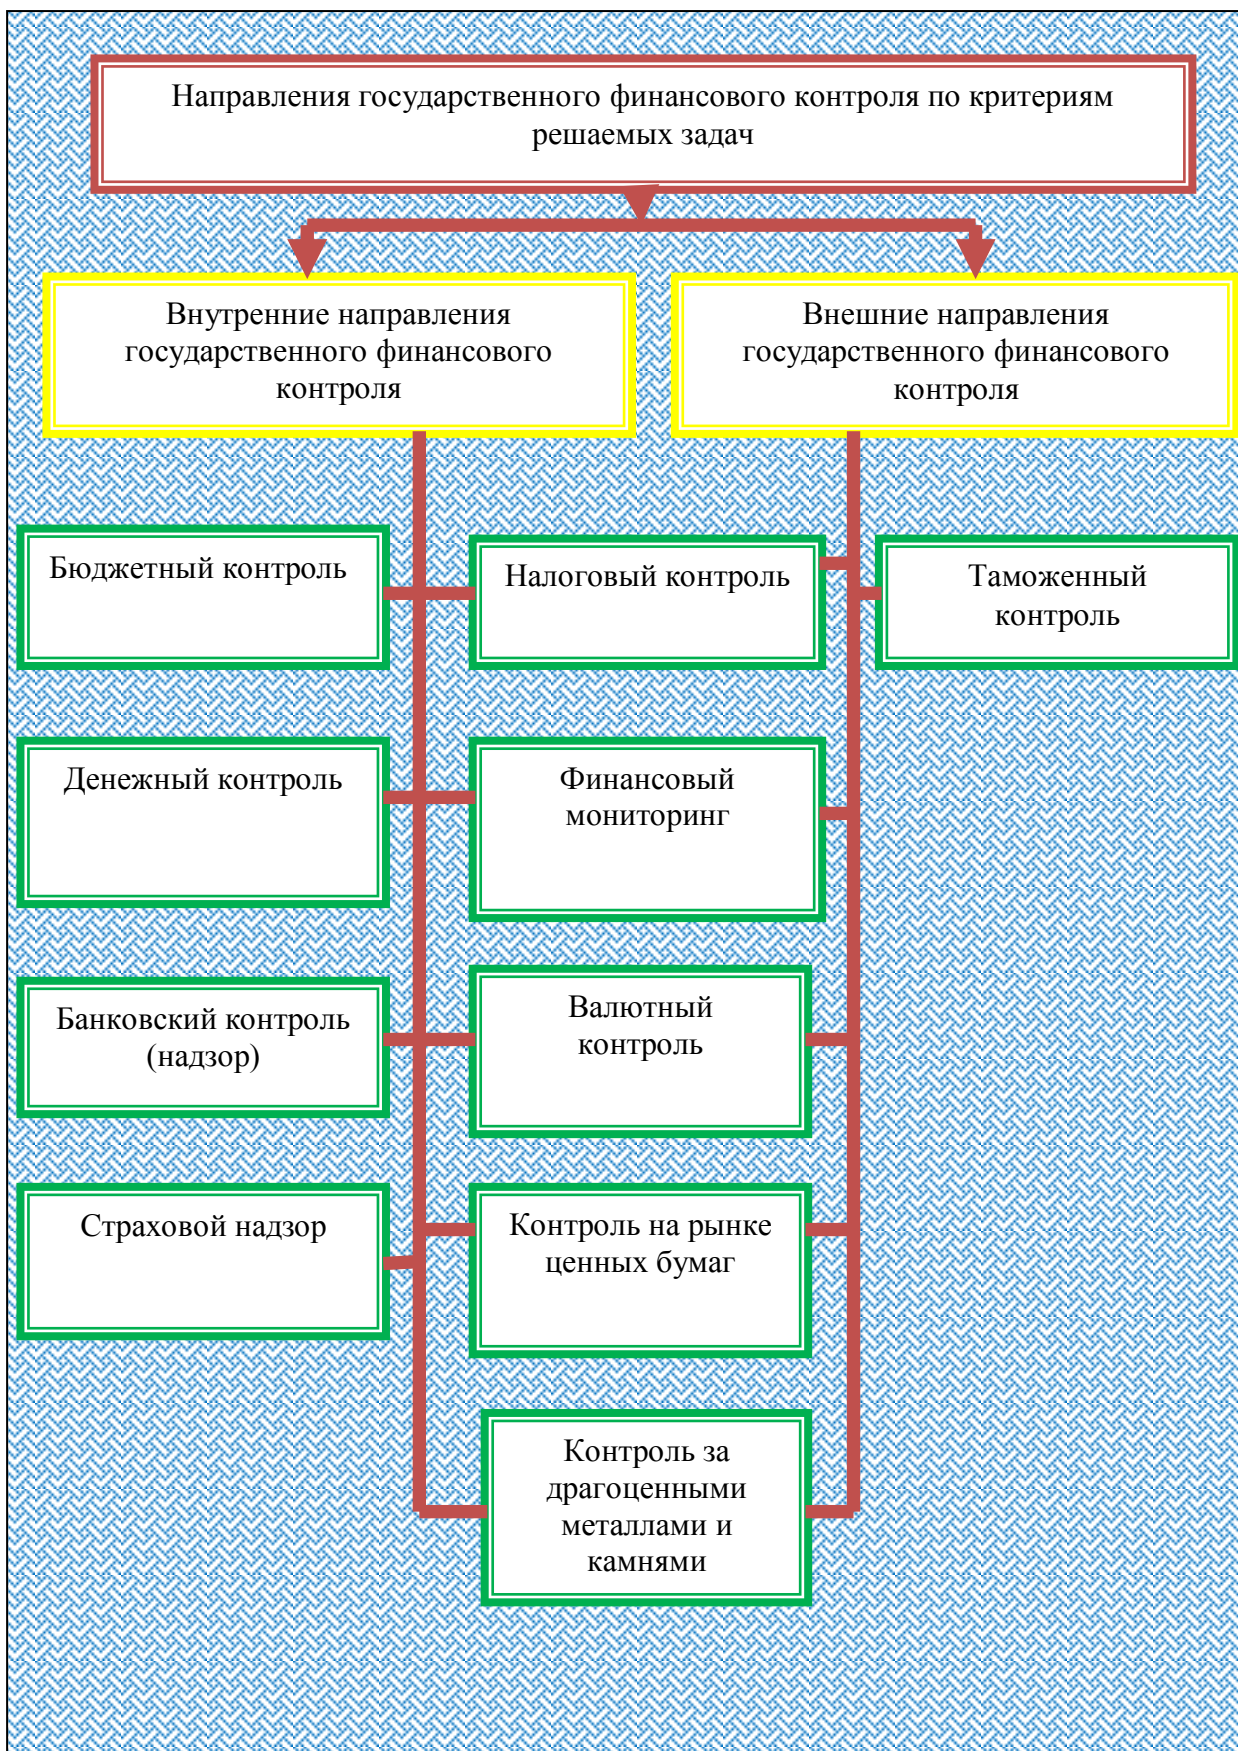 Направления государственного финансового контроля по критериям
решаемых задач
Внутренние направления
государственного финансового
контроля
Внешние направления
государственного финансового
контроля
Бюджетный контроль
Налоговый контроль
Таможенный
контроль
Денежный контроль
Финансовый
мониторинг
Банковский контроль
(надзор)
Валютный
контроль
Страховой надзор
Контроль на рынке
ценных бумаг
Контроль за
драгоценными
металлами и
камнями